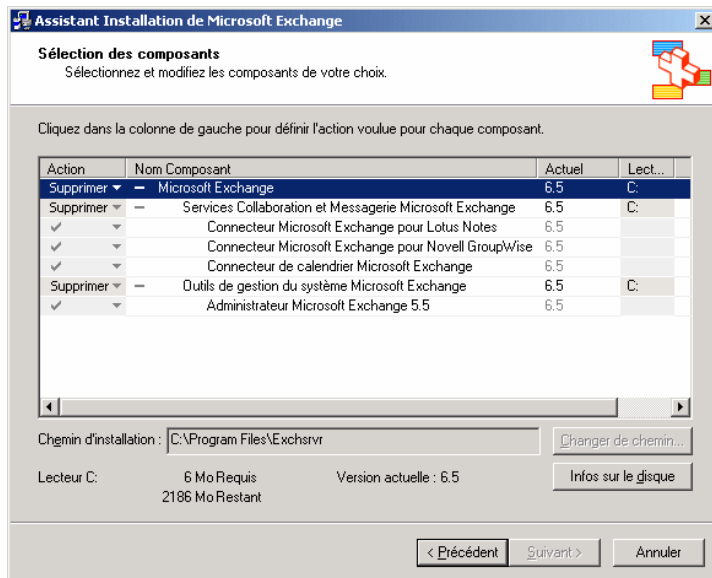 Assistant Installation de Microsoft Exchange
Sélection des composants
Sélectionnez et modifiez les composants de votre choix.
Cliquez dans la colonne de gauche pour définir l'action voulue pour chaque composant.
Action Nom Composant Actuel Lect...
Supprimer Microsoft Exchange 6.5 C:
Supprimer Services Collaboration et Messagerie Microsoft Exchange 6.5 C:
Connecteur Microsoft Exchange pour Lotus Notes 6.5
Connecteur Microsoft Exchange pour Novell GroupWise 6.5
Connecteur de calendrier Microsoft Exchange 6.5
Supprimer Outils de gestion du système Microsoft Exchange 6.5 C:
Administrateur Microsoft Exchange 5.5 6.5
Chemin d'installation : C:\Program Files\Exchsrvr Changer de chemin...
Lecteur C: 6 Mo Requis Version actuelle : 6.5 Infos sur le disque
2186 Mo Restant
< Précédent Suivant > Annuler